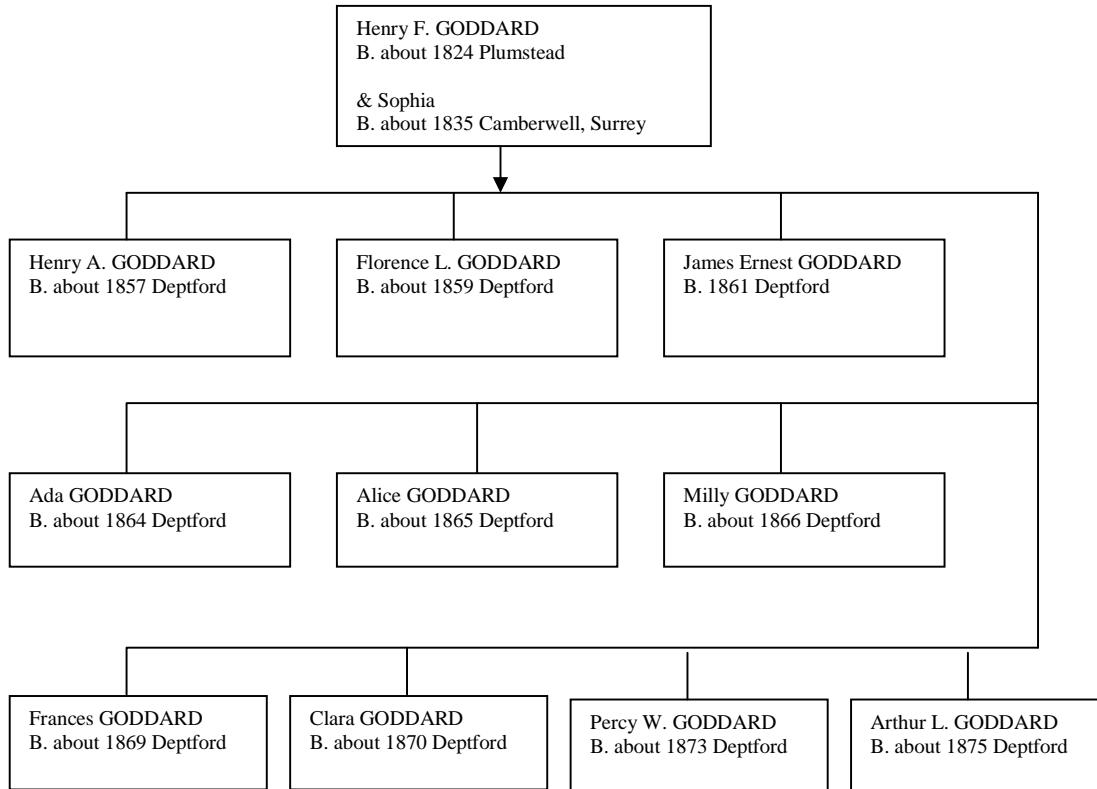 Henry F. GODDARD
B. about 1824 Plumstead
& Sophia
B. about 1835 Camberwell, Surrey
Henry A. GODDARD
B. about 1857 Deptford
Florence L. GODDARD
B. about 1859 Deptford
James Ernest GODDARD
B. 1861 Deptford
Ada GODDARD
B. about 1864 Deptford
Alice GODDARD
B. about 1865 Deptford
Milly GODDARD
B. about 1866 Deptford
Frances GODDARD
B. about 1869 Deptford
Clara GODDARD
B. about 1870 Deptford
Percy W. GODDARD
B. about 1873 Deptford
Arthur L. GODDARD
B. about 1875 Deptford